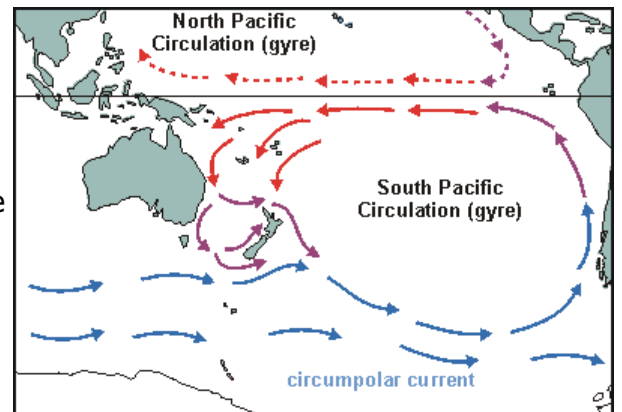 North Pacific
Circulation (gyre)
South Pacific
Circulation (gyre)
e
circumpolar current